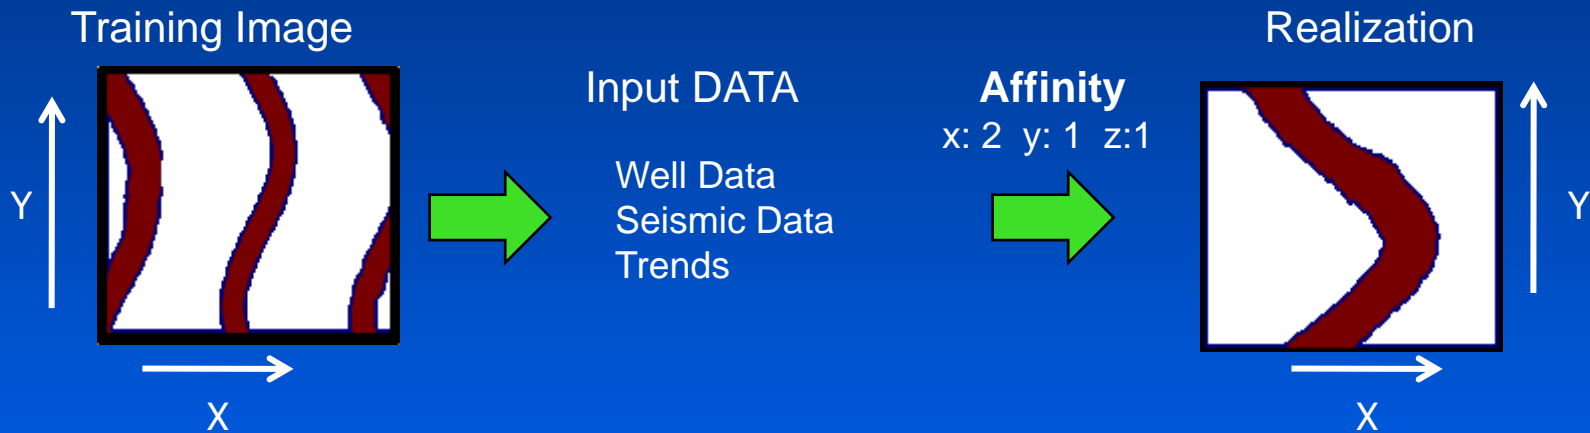 Training Image
Y
X
Input DATA
Well Data
Seismic Data
Trends
Affinity
x: 2  y: 1  z:1
Realization
Y
X